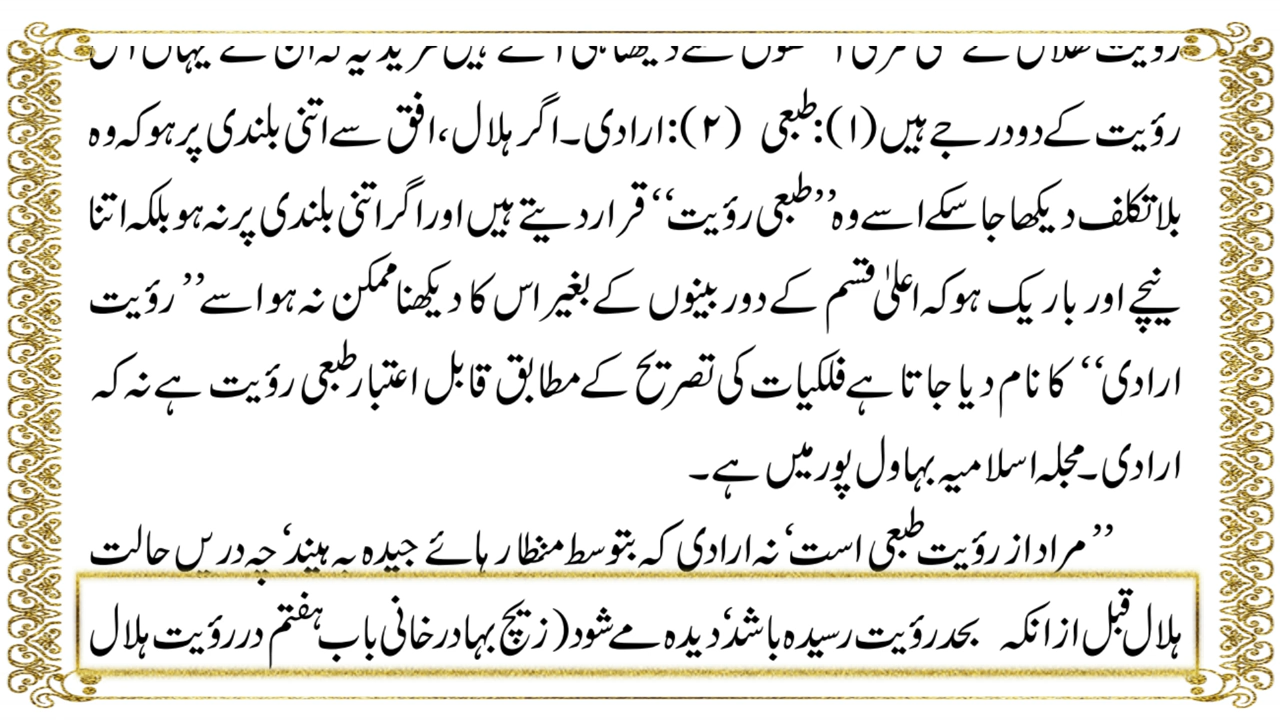 رؤیت کے دو درجے ہیں (۱): طبعی (۲): ارادی۔ اگر ہلال، افق سے اتنی بلندی پر ہو کہ وہ
بلا تکلف دیکھا جا سکے اسے وہ ’’طبعی رؤیت‘‘ قرار دیتے ہیں اور اگر اتنی بلندی پر نہ ہو بلکہ اتنا
نیچے اور باریک ہو کہ اعلیٰ قسم کے دوربینوں کے بغیر اس کا دیکھنا ممکن نہ ہو اسے ’’رؤیت
ارادی‘‘ کا نام دیا جاتا ہے فلکیات کی تصریح کے مطابق قابل اعتبار طبعی رؤیت ہے نہ کہ
ارادی۔ مجلہ اسلامیہ بہاول پور میں ہے۔
’’مراد از رؤیت طبعی است‘ نہ ارادی کہ بتوسط منظار ہائے جیدہ بہ بیند‘ چہ دریں حالت
ہلال قبل از انکہ بحد رؤیت رسیدہ باشد‘ دیدہ مے شود (زیچ بہادر خانی باب ہفتم در رؤیت ہلال